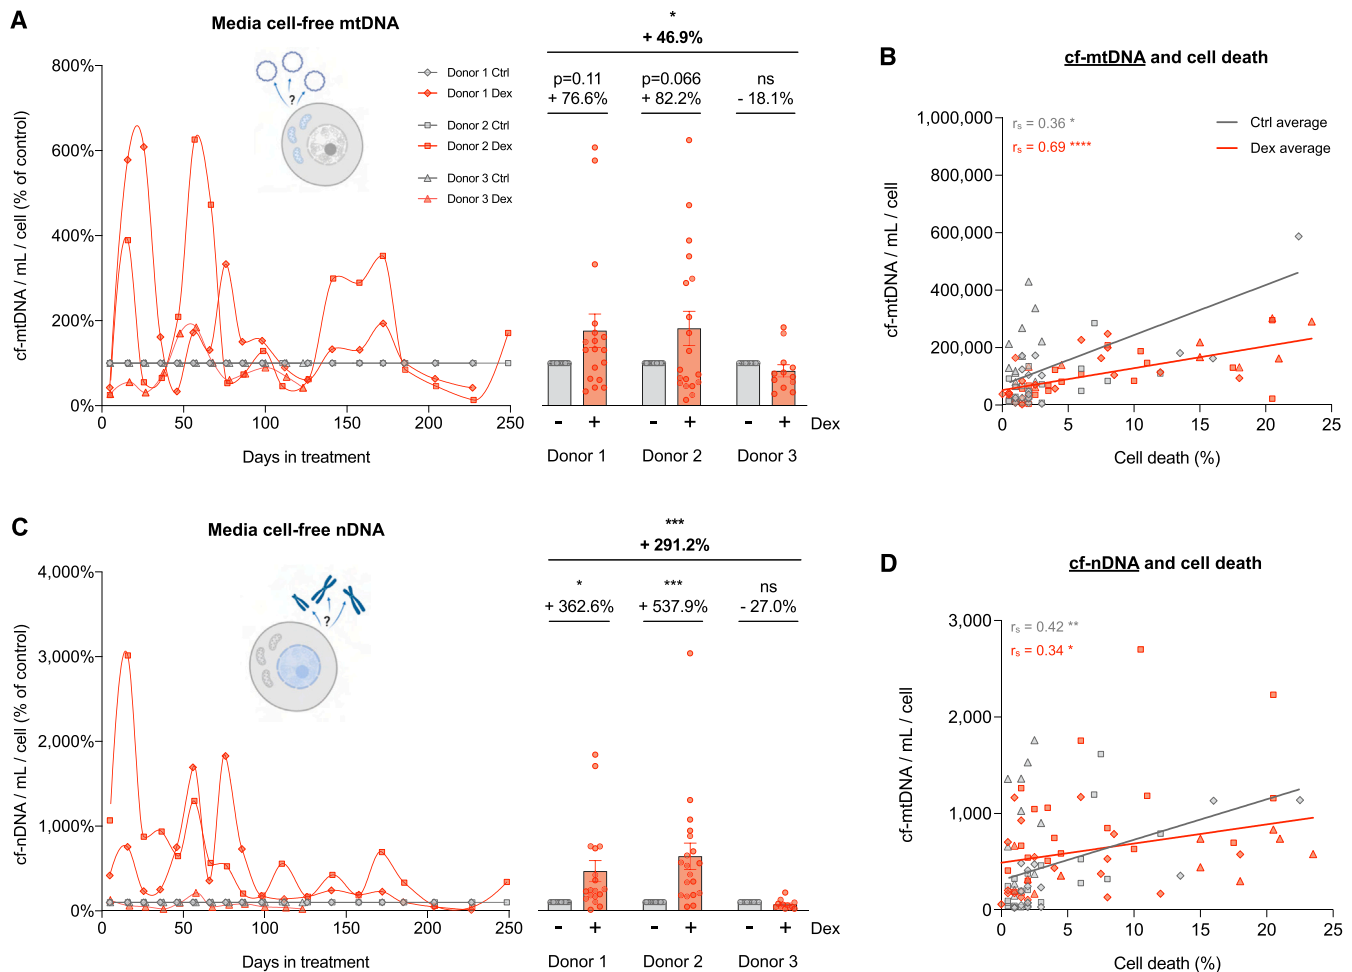 A
Media cell-free mtDNA
*
+ 46.9%
p=0.11
+ 76.6%
p=0.066
+ 82.2%
ns
- 18.1%
800%
600%
400%
200%
0%
cf-mtDNA / mL / cell (% of control)
?
Donor 1 Ctrl
Donor 1 Dex
Donor 2 Ctrl
Donor 2 Dex
Donor 3 Ctrl
Donor 3 Dex
0 50 100 150 200 250
Days in treatment
- + - + - + Dex
Donor 1 Donor 2 Donor 3
B
cf-mtDNA and cell death
rs = 0.36 *
rs = 0.69 ****
Ctrl average
Dex average
1,000,000
800,000
600,000
400,000
200,000
0
cf-mtDNA / mL / cell
0 5 10 15 20 25
Cell death (%)
C
Media cell-free nDNA
***
+ 291.2%
*
+ 362.6%
***
+ 537.9%
ns
- 27.0%
4,000%
3,000%
2,000%
1,000%
0%
cf-nDNA / mL / cell (% of control)
?
0 50 100 150 200 250
Days in treatment
- + - + - + Dex
Donor 1 Donor 2 Donor 3
D
cf-nDNA and cell death
rs = 0.42 **
rs = 0.34 *
3,000
2,000
1,000
0
cf-mtDNA / mL / cell
0 5 10 15 20 25
Cell death (%)